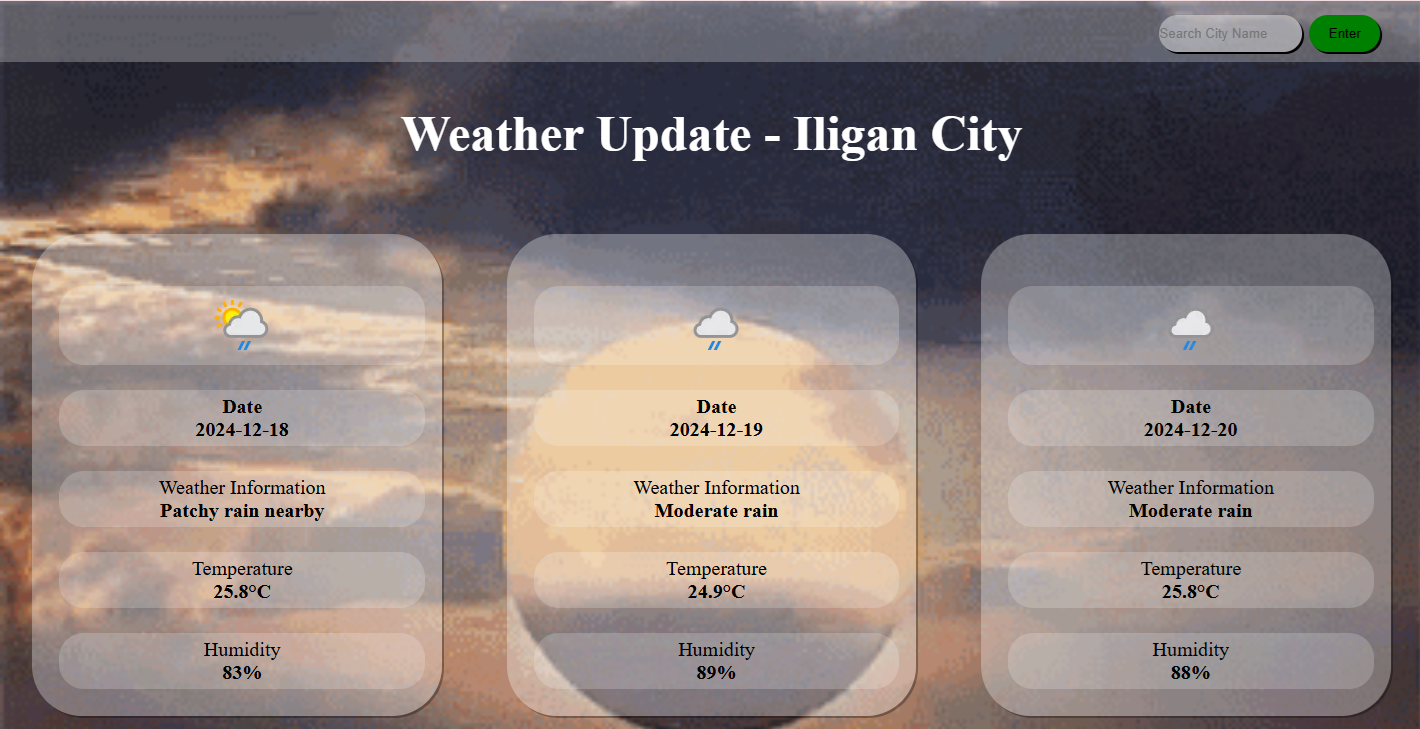 Search City Name
Enter
Weather Update - Iligan City
Date
2024-12-18
Weather Information
Patchy rain nearby
Temperature
25.8°C
Humidity
83%
Date
2024-12-19
Weather Information
Moderate rain
Temperature
24.9°C
Humidity
89%
Date
2024-12-20
Weather Information
Moderate rain
Temperature
25.8°C
Humidity
88%